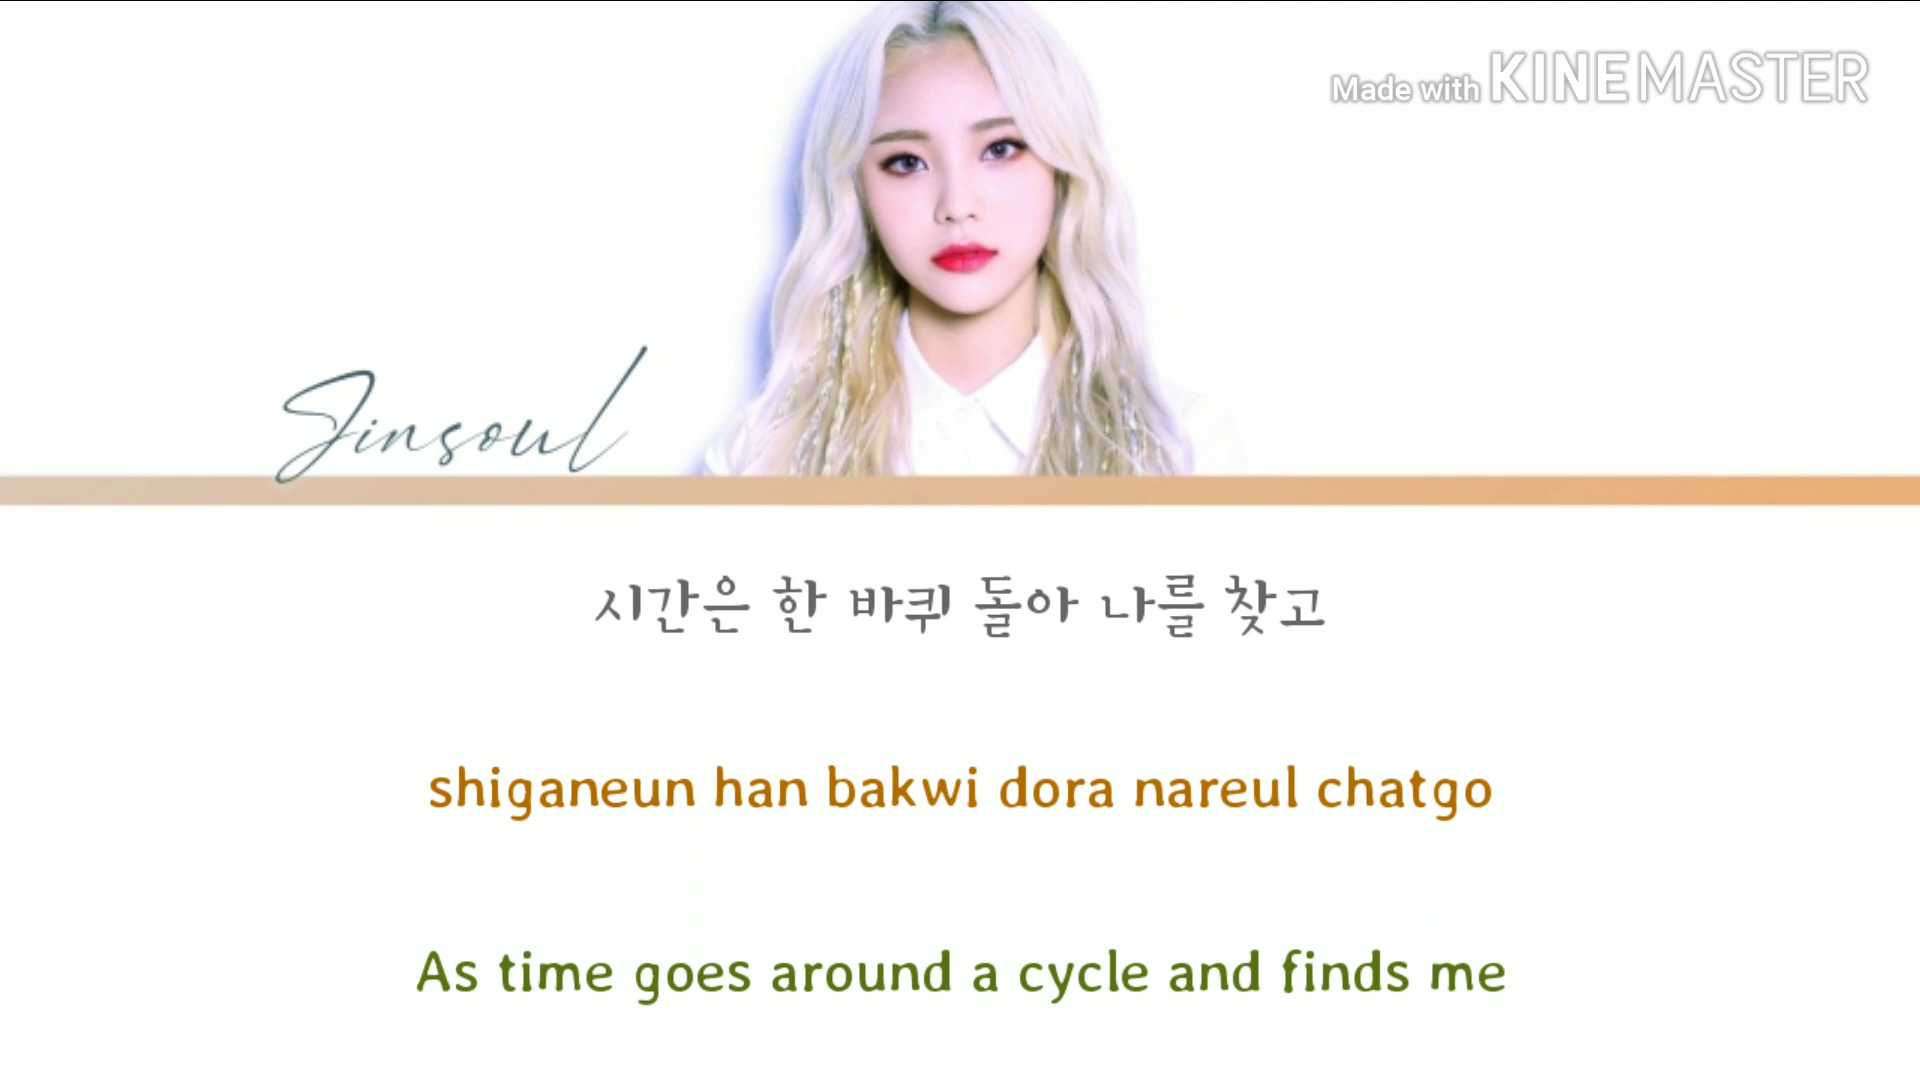 Made with KINEMASTER
Jinsoul
시간은 한 바퀴 돌아 나를 찾고
shiganeun han bakwi dora nareul chatgo
As time goes around a cycle and finds me